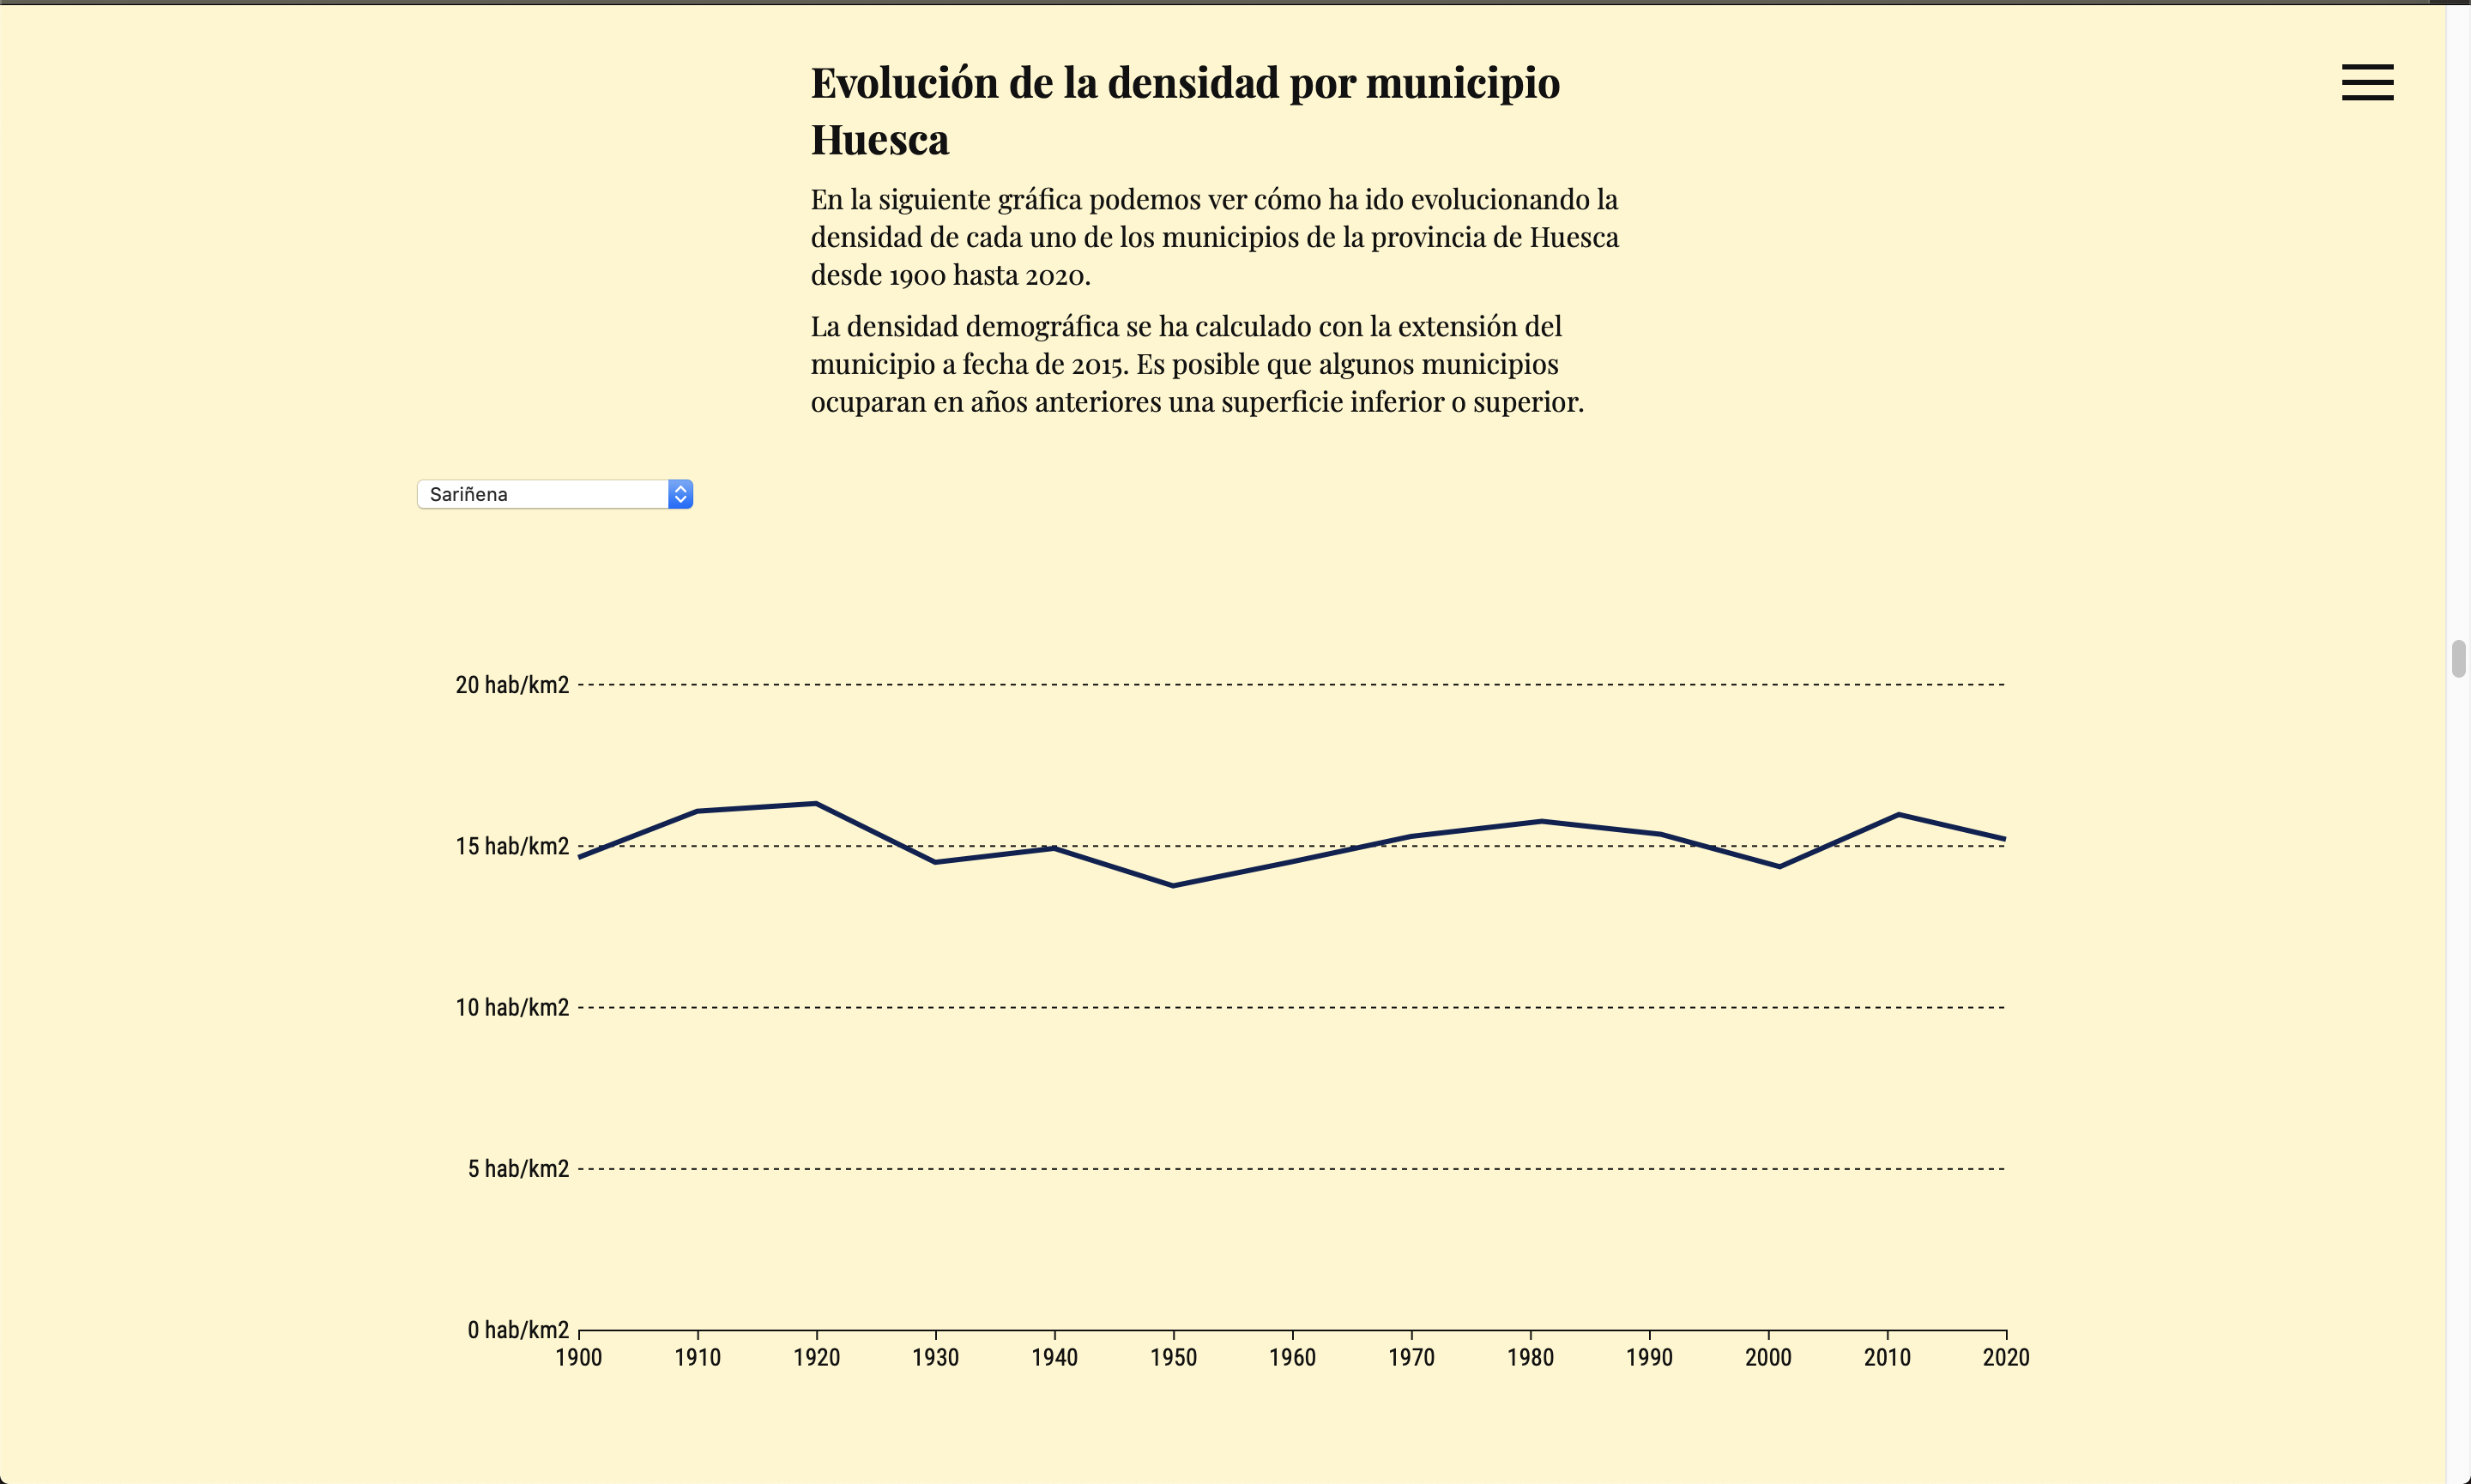 Evolución de la densidad por municipio
Huesca
En la siguiente gráfica podemos ver cómo ha ido evolucionando la
densidad de cada uno de los municipios de la provincia de Huesca
desde 1900 hasta 2020.
La densidad demográfica se ha calculado con la extensión del
municipio a fecha de 2015. Es posible que algunos municipios
ocuparan en años anteriores una superficie inferior o superior.
Sariñena
20 hab/km2
15 hab/km2
10 hab/km2
5 hab/km2
0 hab/km2
1900 1910 1920 1930 1940 1950 1960 1970 1980 1990 2000 2010 2020